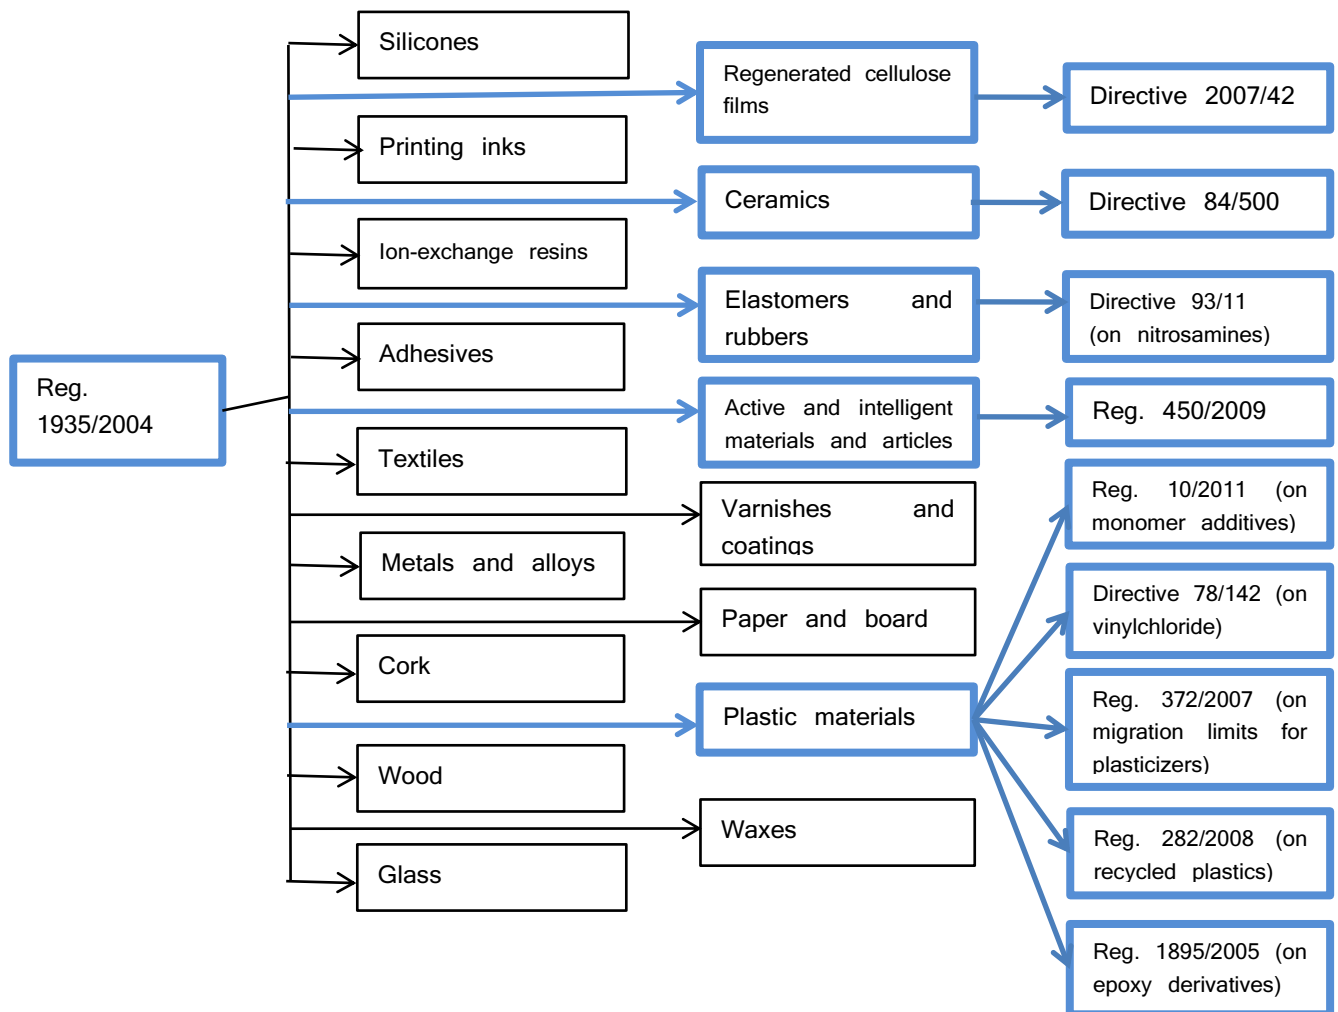 Reg.
1935/2004
Silicones
Printing inks
Ion-exchange resins
Adhesives
Textiles
Metals and alloys
Cork
Wood
Glass
Regenerated cellulose
films
Ceramics
Elastomers and
rubbers
Active and intelligent
materials and articles
Varnishes and
coatings
Paper and board
Plastic materials
Waxes
Directive 2007/42
Directive 84/500
Directive 93/11
(on nitrosamines)
Reg. 450/2009
Reg. 10/2011 (on
monomer additives)
Directive 78/142 (on
vinylchloride)
Reg. 372/2007 (on
migration limits for
plasticizers)
Reg. 282/2008 (on
recycled plastics)
Reg. 1895/2005 (on
epoxy derivatives)